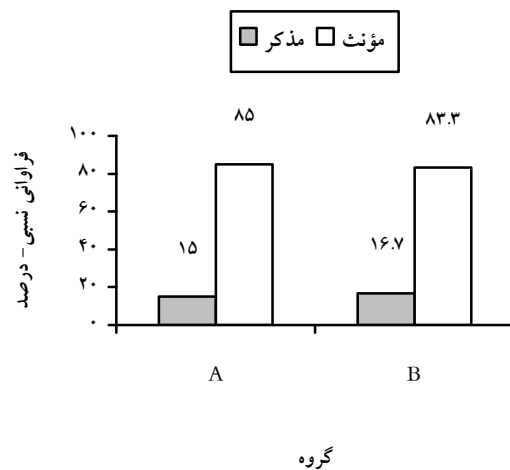 مذکر مؤنث
فراوانی نسبی - درصد
۱۰۰
۸۰
۶۰
۴۰
۲۰
۰
۱۵
۸۵
۱۶.۷
۸۳.۳
A
B
گروه